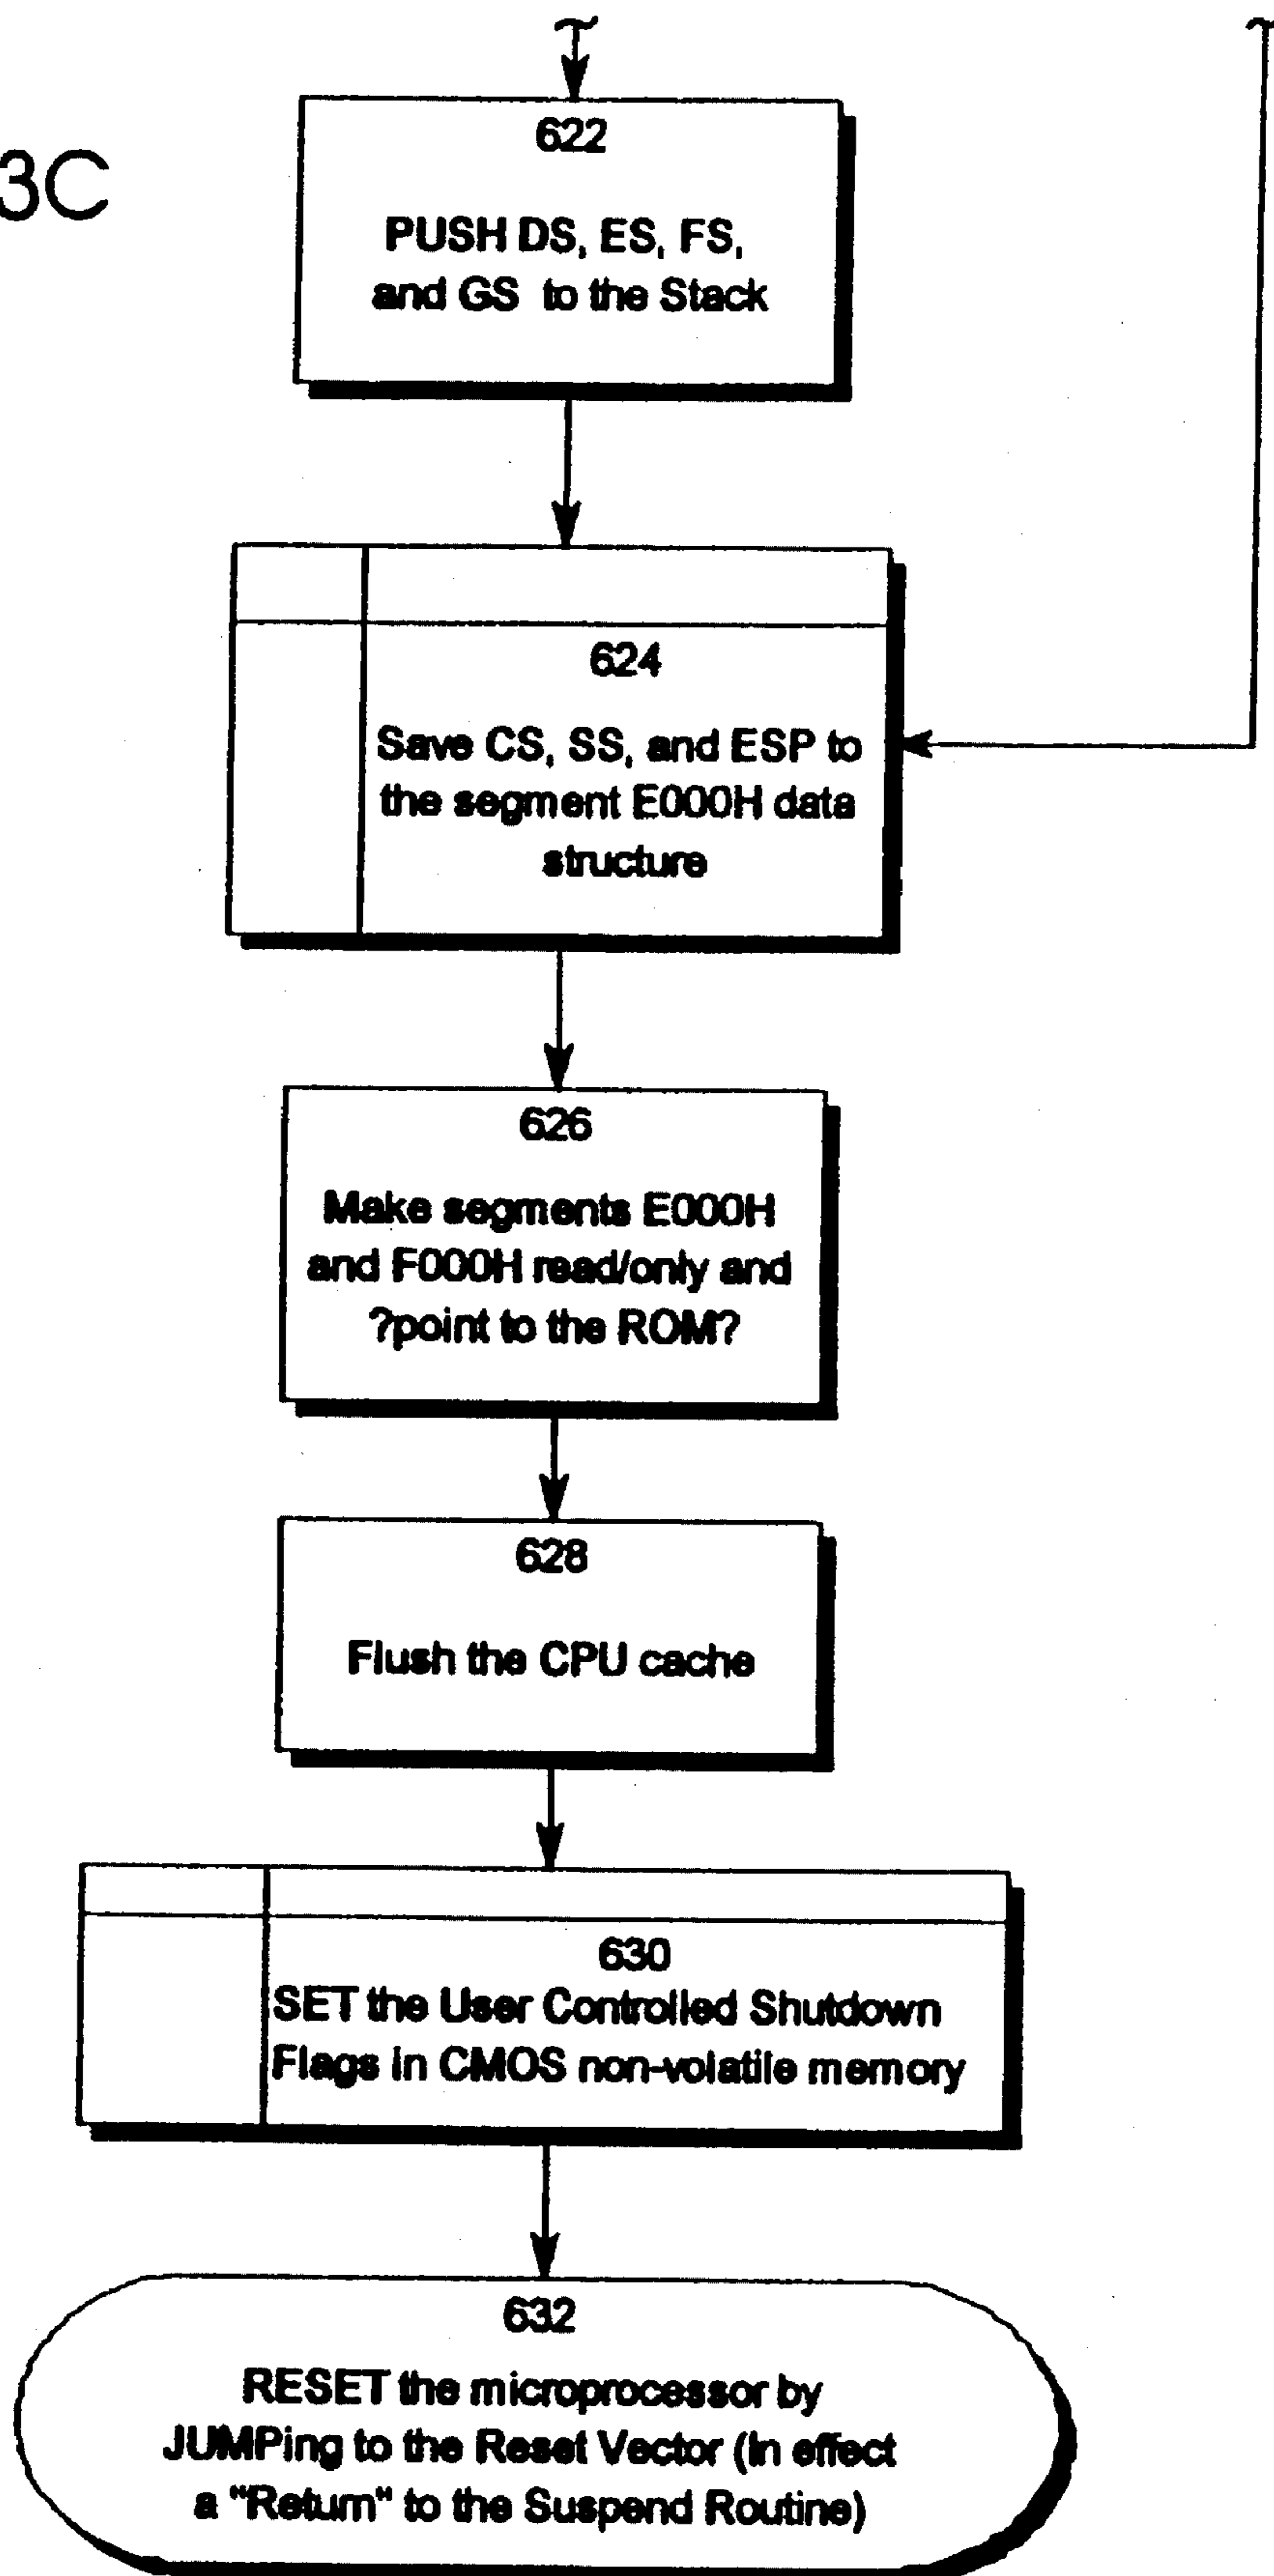 3C
622
PUSH DS, ES, FS,
and GS to the Stack
624
Save CS, SS, and ESP to
the segment E000H data
structure
626
Make segments E000H
and F000H read/only and
?point to the ROM?
628
Flush the CPU cache
630
SET the User Controlled Shutdown
Flags in CMOS non-volatile memory
632
RESET the microprocessor by
JUMPing to the Reset Vector (in effect
a "Return" to the Suspend Routine)